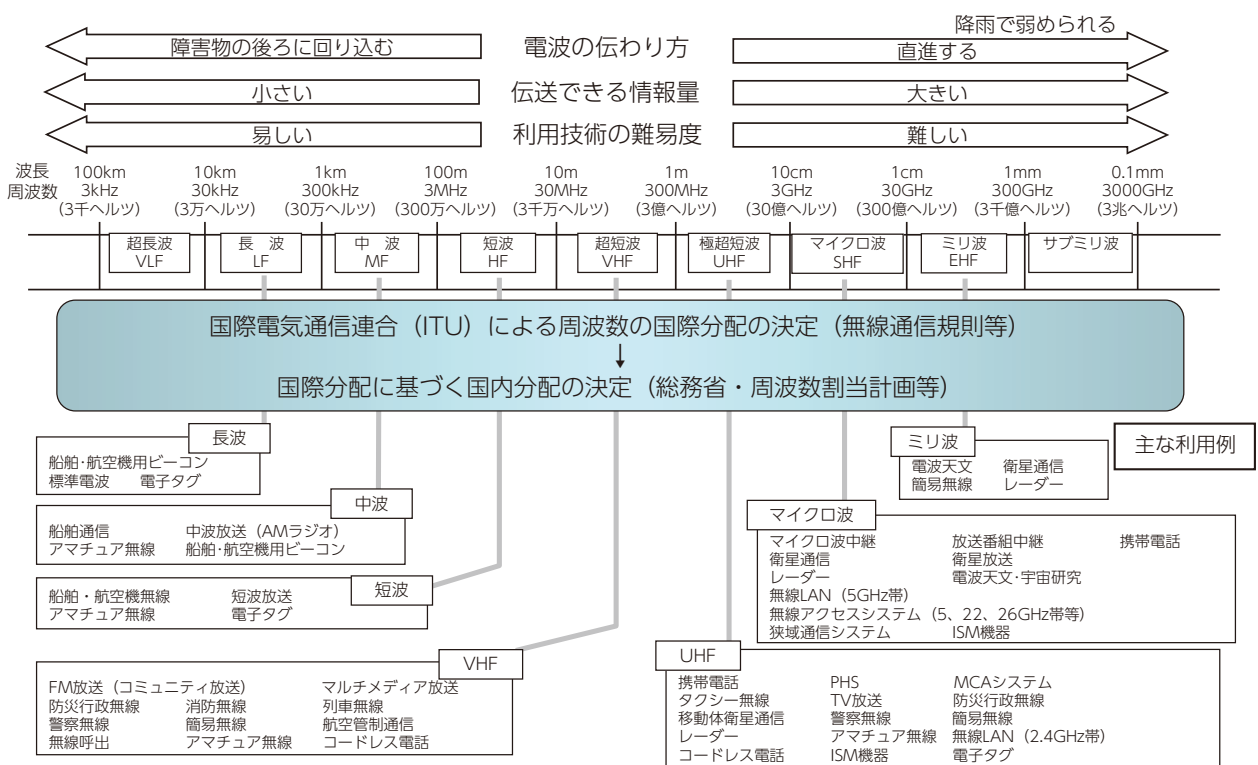 降雨で弱められる
障害物の後ろに回り込む 電波の伝わり方 直進する
小さい 伝送できる情報量 大きい
易しい 利用技術の難易度 難しい
波長 100km 10km 1km 100m 10m 1m 10cm 1cm 1mm 0.1mm
周波数 3kHz 30kHz 300kHz 3MHz 30MHz 300MHz 3GHz 30GHz 300GHz 3000GHz
(3千ヘルツ) (3万ヘルツ) (30万ヘルツ) (300万ヘルツ) (3千万ヘルツ) (3億ヘルツ) (30億ヘルツ) (300億ヘルツ) (3千億ヘルツ) (3兆ヘルツ)
超長波 長 波 中 波 短波 超短波 極超短波 マイクロ波 ミリ波 サブミリ波
VLF LF MF HF VHF UHF SHF EHF
国際電気通信連合（ITU）による周波数の国際分配の決定（無線通信規則等）
↓
国際分配に基づく国内分配の決定（総務省・周波数割当計画等）
長波
船舶・航空機用ビーコン
標準電波 電子タグ
中波
船舶通信 中波放送（AMラジオ）
アマチュア無線 船舶・航空機用ビーコン
短波
船舶・航空機無線 短波放送
アマチュア無線 電子タグ
VHF
FM放送（コミュニティ放送） マルチメディア放送
防災行政無線 消防無線 列車無線
警察無線 簡易無線 航空管制通信
無線呼出 アマチュア無線 コードレス電話
主な利用例
ミリ波
電波天文 衛星通信
簡易無線 レーダー
マイクロ波
マイクロ波中継 放送番組中継 携帯電話
衛星通信 衛星放送
レーダー 電波天文・宇宙研究
無線LAN（5GHz帯）
無線アクセスシステム（5、22、26GHz帯等）
狭域通信システム ISM機器
UHF
携帯電話 PHS MCAシステム
タクシー無線 TV放送 防災行政無線
移動体衛星通信 警察無線 簡易無線
レーダー アマチュア無線 無線LAN（2.4GHz帯）
コードレス電話 ISM機器 電子タグ